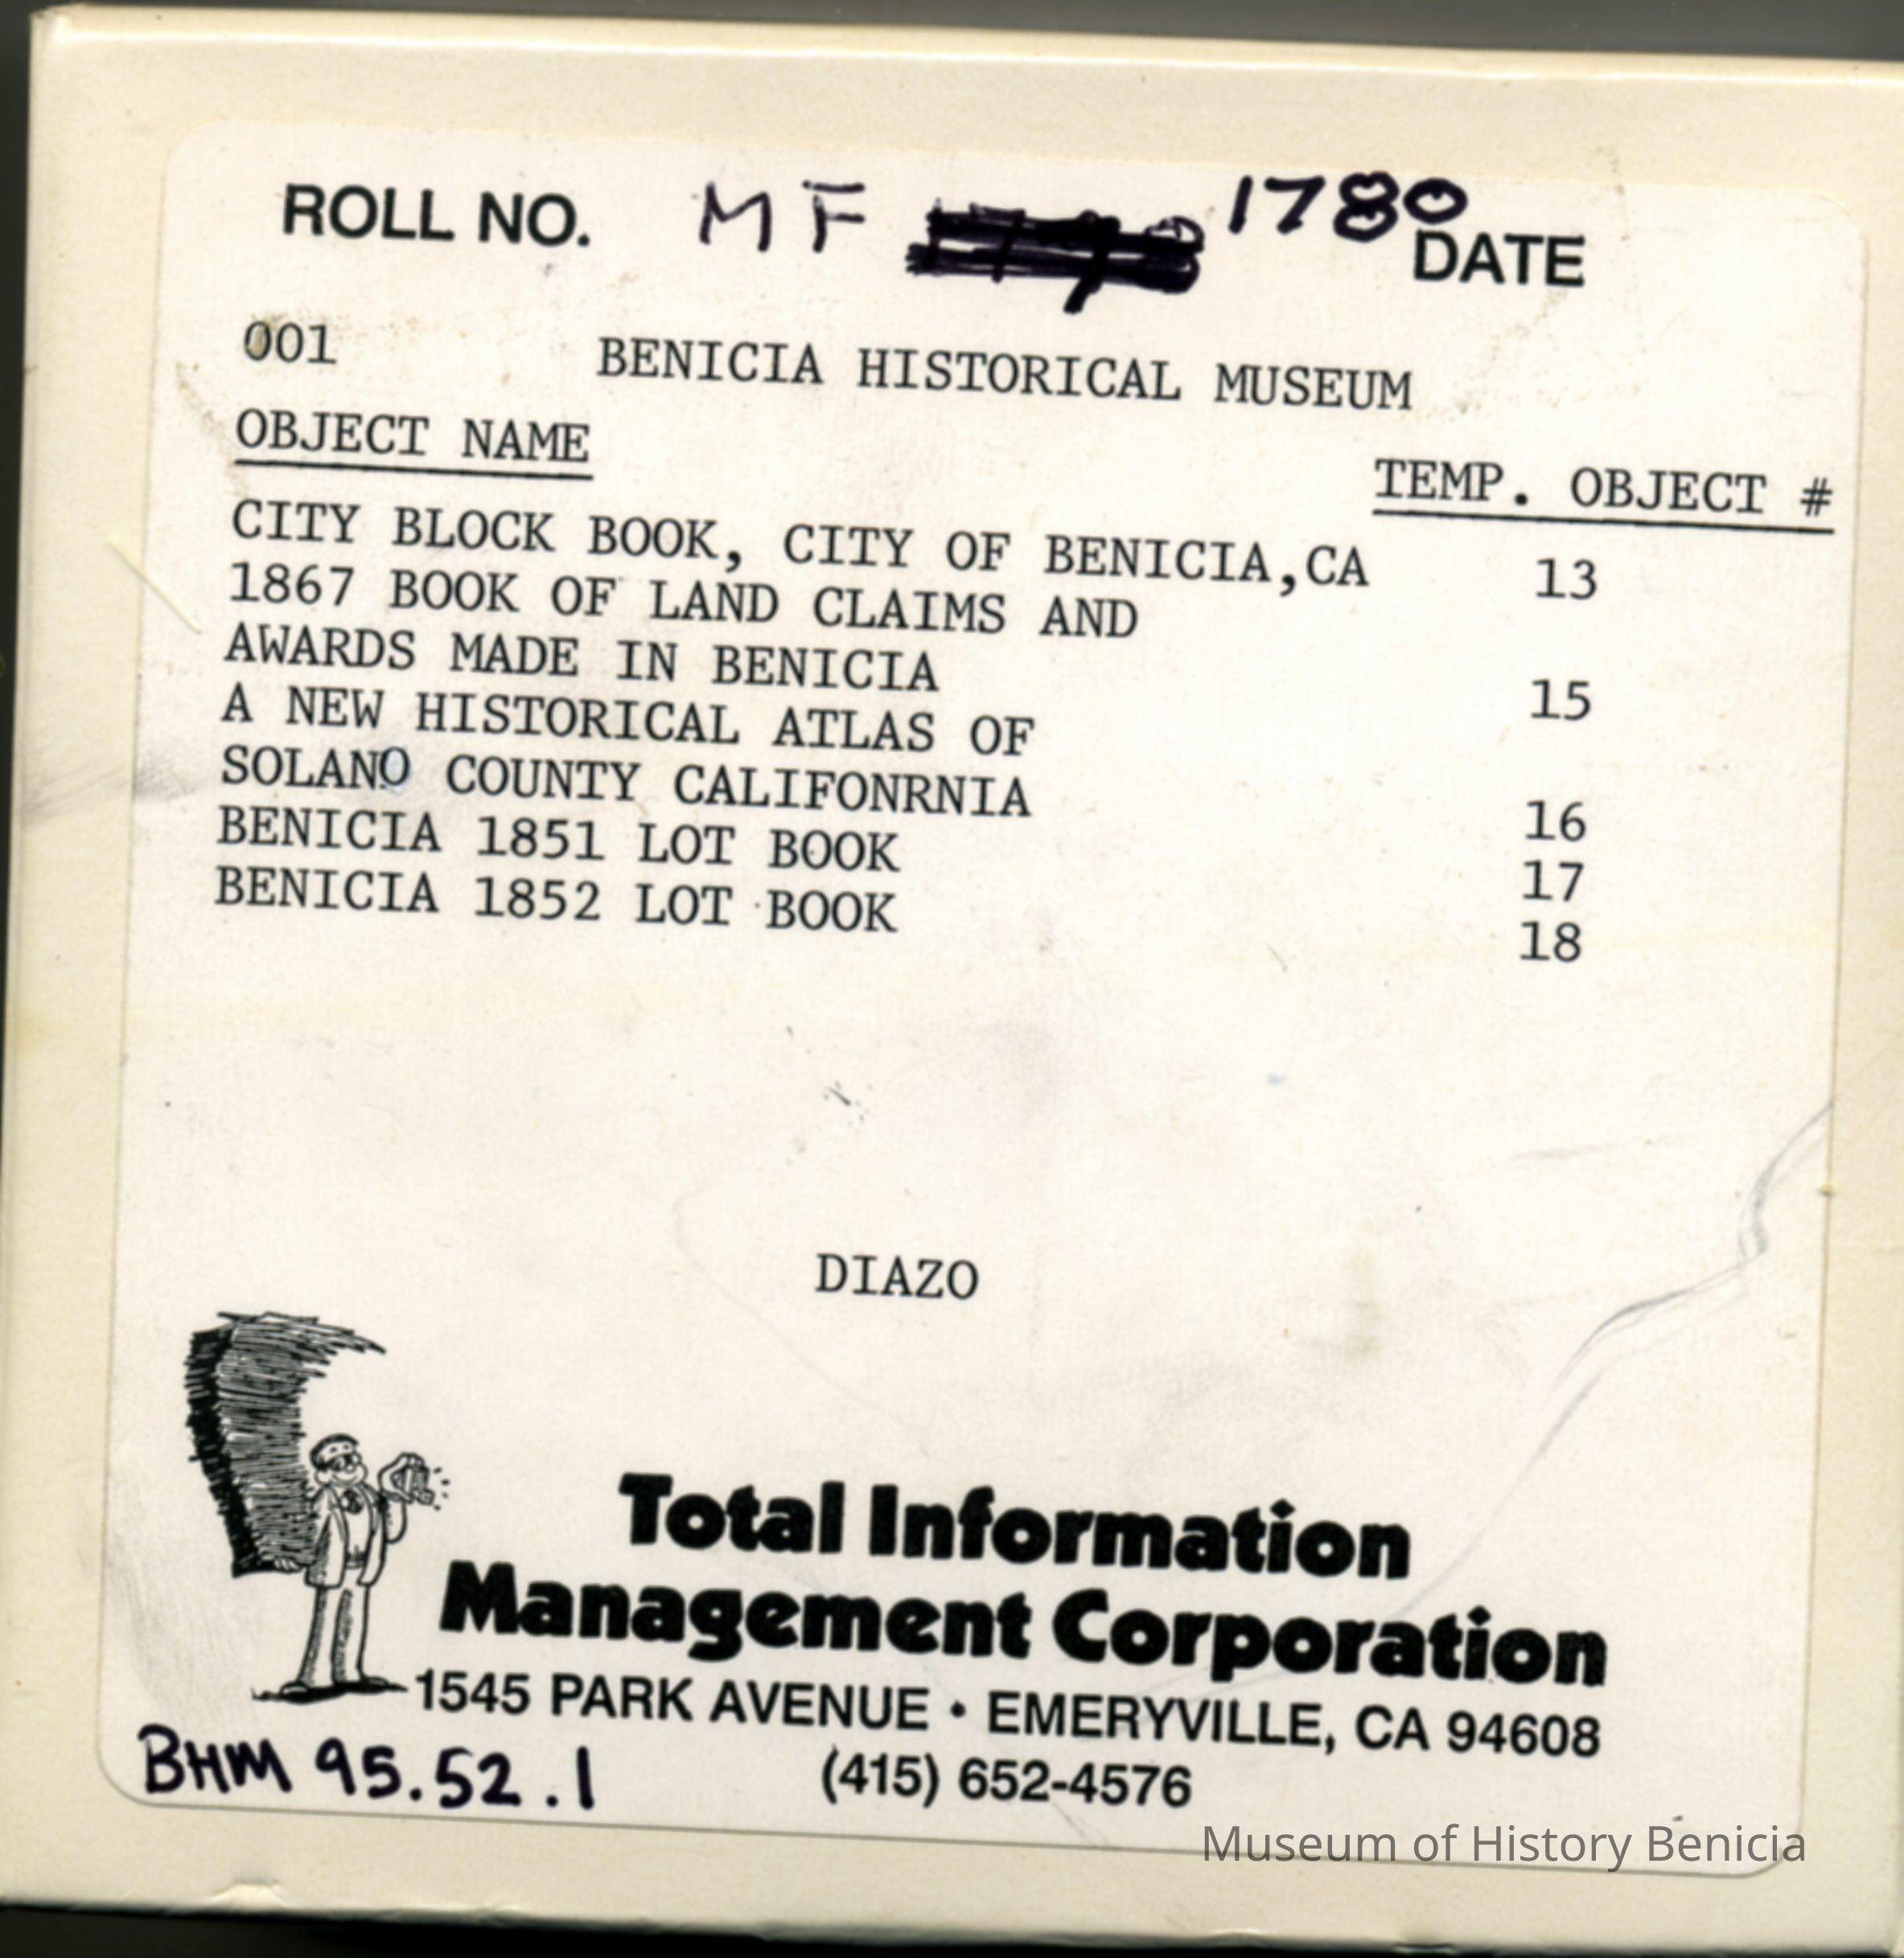 ROLL NO. MF 1780 DATE
001 BENICIA HISTORICAL MUSEUM
OBJECT NAME TEMP. OBJECT #
CITY BLOCK BOOK, CITY OF BENICIA,CA 13
1867 BOOK OF LAND CLAIMS AND
AWARDS MADE IN BENICIA 15
A NEW HISTORICAL ATLAS OF
SOLANO COUNTY CALIFONRNIA 16
BENICIA 1851 LOT BOOK 17
BENICIA 1852 LOT BOOK 18
DIAZO
Total Information
Management Corporation
1545 PARK AVENUE • EMERYVILLE, CA 94608
(415) 652-4576
BHM 95.52.1
Museum of History Benicia